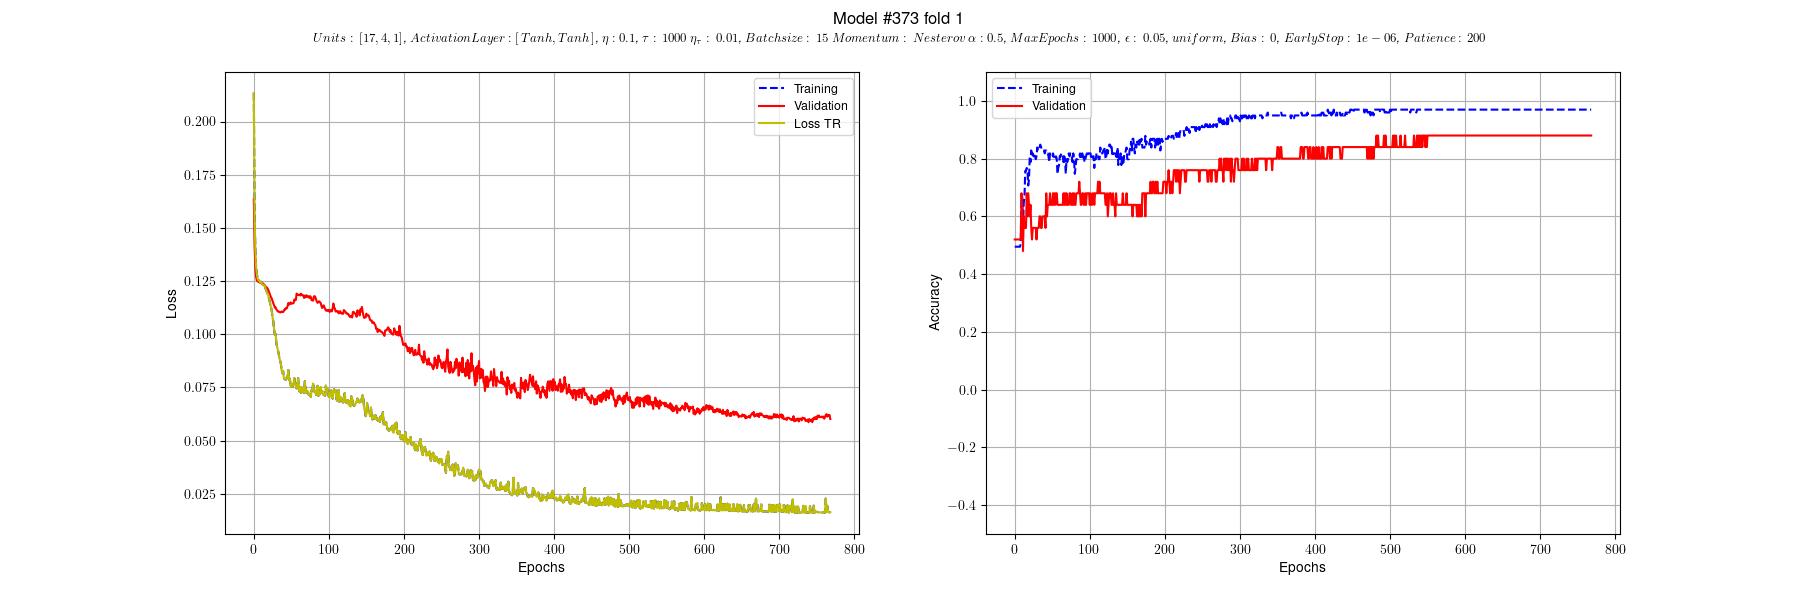 Model #373 fold 1
Units : [17, 4, 1], ActivationLayer : [Tanh, Tanh], η : 0.1, τ : 1000 ητ : 0.01, Batchsize : 15 Momentum : Nesterov α : 0.5, MaxEpochs : 1000, ϵ : 0.05, uniform, Bias : 0, EarlyStop : 1e − 06, Patience : 200
Training
Validation
Loss TR
0.200
0.175
0.150
0.125
0.100
0.075
0.050
0.025
Loss
0 100 200 300 400 500 600 700 800
Epochs
Training
Validation
1.0
0.8
0.6
0.4
0.2
0.0
−0.2
−0.4
Accuracy
0 100 200 300 400 500 600 700 800
Epochs